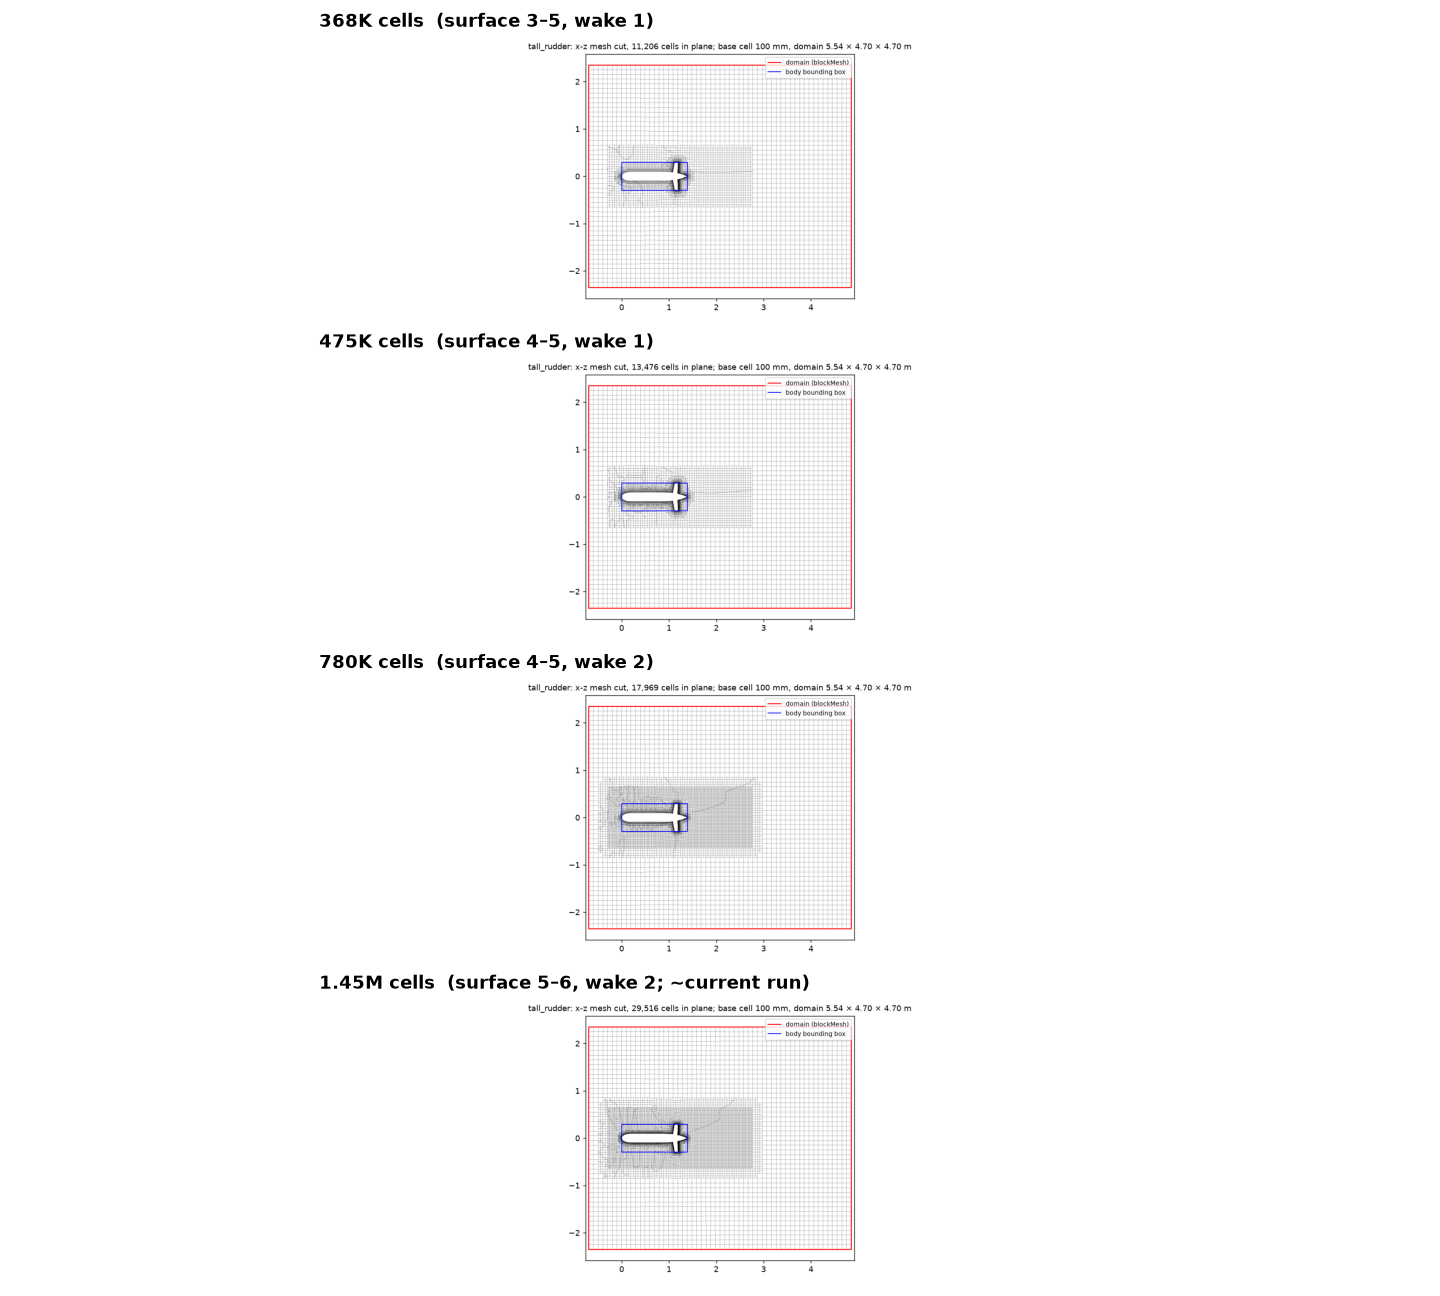 368K cells  (surface 3–5, wake 1)
tall_rudder: x-z mesh cut, 11,206 cells in plane; base cell 100 mm, domain 5.54 × 4.70 × 4.70 m
domain (blockMesh)
body bounding box
2
1
0
−1
−2
0 1 2 3 4
475K cells  (surface 4–5, wake 1)
tall_rudder: x-z mesh cut, 13,476 cells in plane; base cell 100 mm, domain 5.54 × 4.70 × 4.70 m
domain (blockMesh)
body bounding box
2
1
0
−1
−2
0 1 2 3 4
780K cells  (surface 4–5, wake 2)
tall_rudder: x-z mesh cut, 17,969 cells in plane; base cell 100 mm, domain 5.54 × 4.70 × 4.70 m
domain (blockMesh)
body bounding box
2
1
0
−1
−2
0 1 2 3 4
1.45M cells  (surface 5–6, wake 2; ~current run)
tall_rudder: x-z mesh cut, 29,516 cells in plane; base cell 100 mm, domain 5.54 × 4.70 × 4.70 m
domain (blockMesh)
body bounding box
2
1
0
−1
−2
0 1 2 3 4